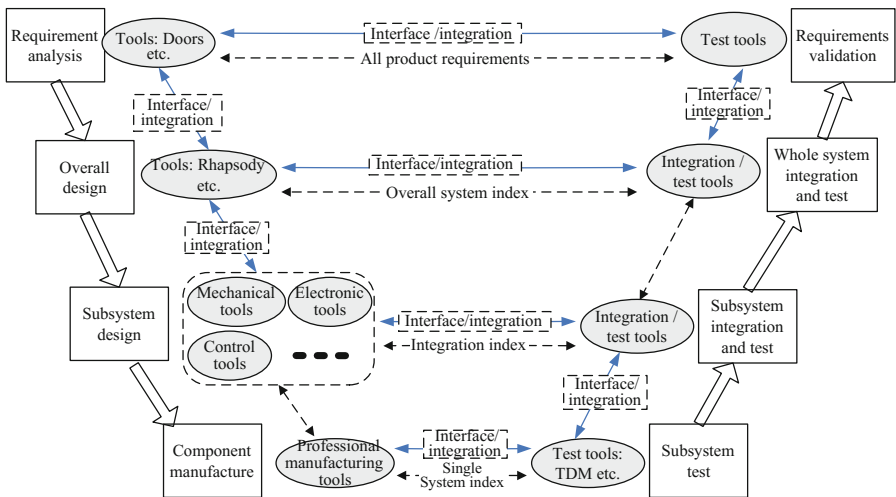 Requirement
analysis
Tools: Doors
etc.
Interface /integration
All product requirements
Test tools
Requirements
validation
Interface/
integration
Interface/
integration
Overall
design
Tools: Rhapsody
etc.
Interface/integration
Overall system index
Integration /
test tools
Whole system
integration
and test
Interface/
integration
Subsystem
design
Mechanical
tools
Electronic
tools
Control
tools
Interface/integration
Integration index
Integration /
test tools
Subsystem
integration
and test
Interface/
integration
Component
manufacture
Professional
manufacturing
tools
Interface/
integration
Single
System index
Test tools:
TDM etc.
Subsystem
test